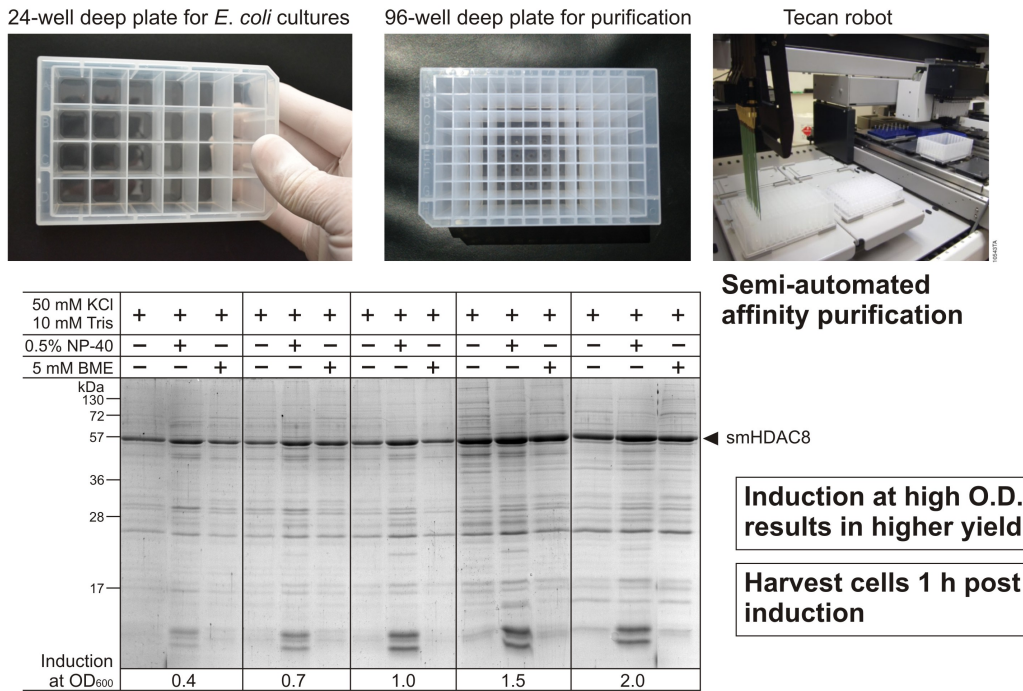 24-well deep plate for E. coli cultures
96-well deep plate for purification
Tecan robot
10543TA
Semi-automated
affinity purification
50 mM KCl
10 mM Tris
+ + + + + + + + + + + + + + +
0.5% NP-40 − + − − + − − + − − + − − + −
5 mM BME − − + − − + − − + − − + − − +
kDa
130
72
57
36
28
17
smHDAC8
Induction at high O.D.
results in higher yield
Harvest cells 1 h post
induction
Induction
at OD600 0.4 0.7 1.0 1.5 2.0